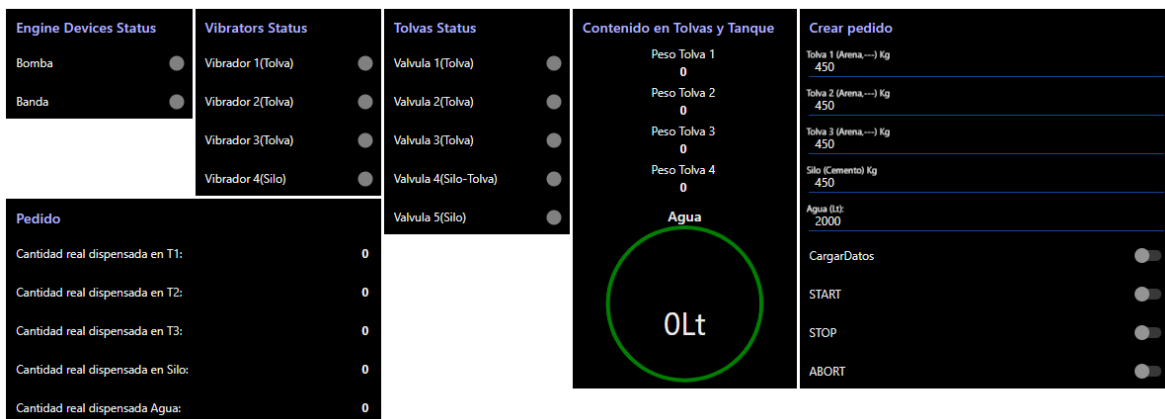 Engine Devices Status
Bomba
Banda
Vibrators Status
Vibrador 1(Tolva)
Vibrador 2(Tolva)
Vibrador 3(Tolva)
Vibrador 4(Silo)
Tolvas Status
Valvula 1(Tolva)
Valvula 2(Tolva)
Valvula 3(Tolva)
Valvula 4(Silo-Tolva)
Valvula 5(Silo)
Contenido en Tolvas y Tanque
Peso Tolva 1
0
Peso Tolva 2
0
Peso Tolva 3
0
Peso Tolva 4
0
Agua
0Lt
Crear pedido
Tolva 1 (Arena,---) Kg
450
Tolva 2 (Arena,---) Kg
450
Tolva 3 (Arena,---) Kg
450
Silo (Cemento) Kg
450
Agua (Lt):
2000
CargarDatos
START
STOP
ABORT
Pedido
Cantidad real dispensada en T1: 0
Cantidad real dispensada en T2: 0
Cantidad real dispensada en T3: 0
Cantidad real dispensada en Silo: 0
Cantidad real dispensada Agua: 0